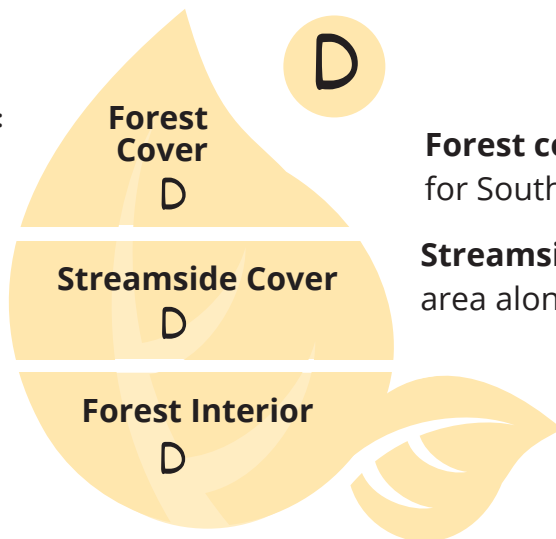 D
:
Forest
Cover
D
Forest co
for South
Streamside Cover
D
Streamsi
area alon
Forest Interior
D